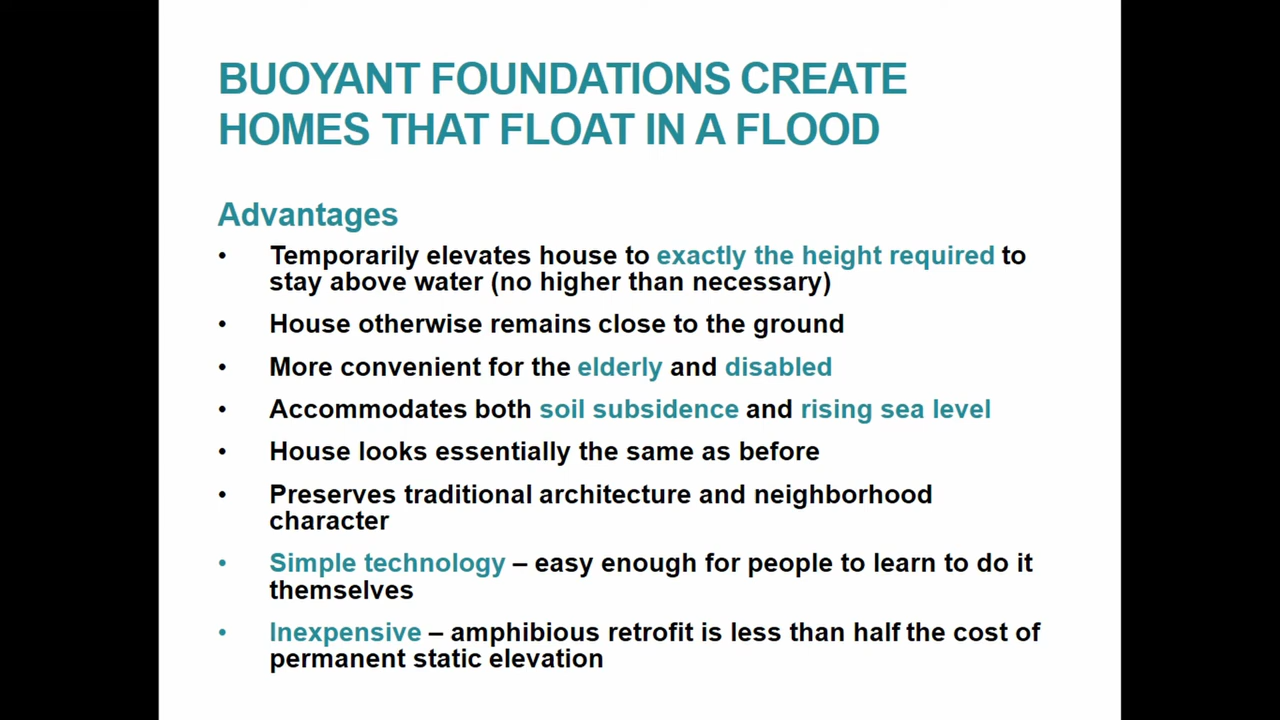 BUOYANT FOUNDATIONS CREATE
HOMES THAT FLOAT IN A FLOOD
Advantages
• Temporarily elevates house to exactly the height required to
stay above water (no higher than necessary)
• House otherwise remains close to the ground
• More convenient for the elderly and disabled
• Accommodates both soil subsidence and rising sea level
• House looks essentially the same as before
• Preserves traditional architecture and neighborhood
character
• Simple technology – easy enough for people to learn to do it
themselves
• Inexpensive – amphibious retrofit is less than half the cost of
permanent static elevation